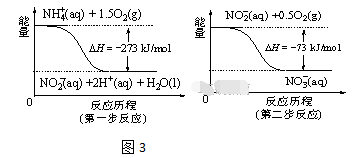 能量
NH₄⁺(aq) + 1.5O₂(g)
ΔH = −273 kJ/mol
NO₂⁻(aq) +2H⁺(aq) + H₂O(l)
0
反应历程
(第一步反应)
能量
NO₂⁻(aq) +0.5O₂(g)
ΔH = −73 kJ/mol
NO₃⁻(aq)
0
反应历程
(第二步反应)
图3